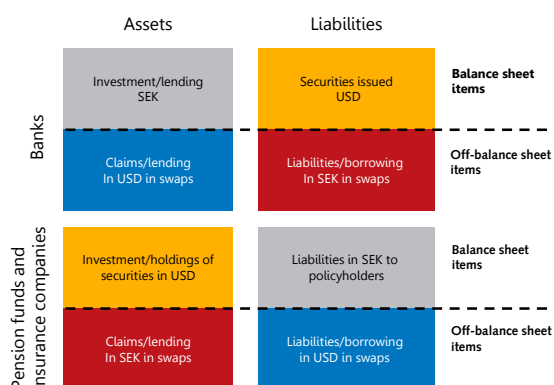 Assets
Liabilities
Banks
Investment/lending
SEK
Securities issued
USD
Balance sheet
items
Claims/lending
In USD in swaps
Liabilities/borrowing
In SEK in swaps
Off-balance sheet
items
Pension funds and
insurance companies
Investment/holdings of
securities in USD
Liabilities in SEK to
policyholders
Balance sheet
items
Claims/lending
In SEK in swaps
Liabilities/borrowing
in USD in swaps
Off-balance sheet
items